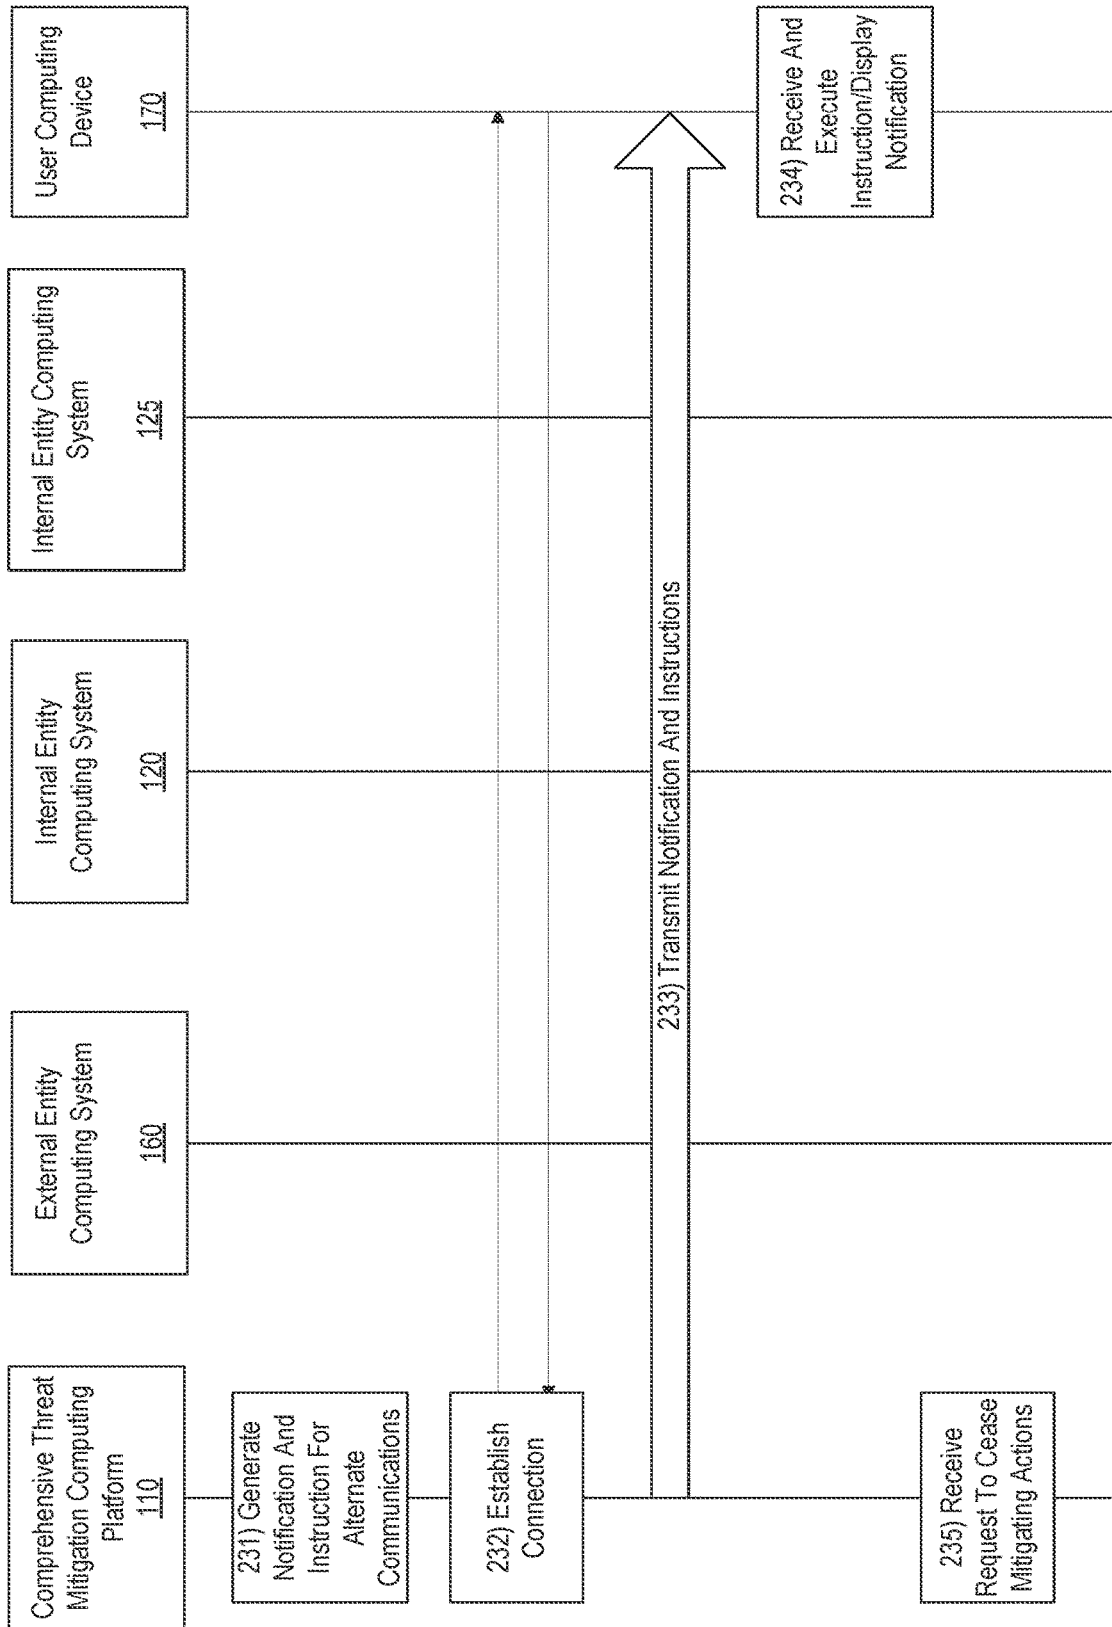 Comprehensive Threat
Mitigation Computing
Platform
110
External Entity
Computing System
160
Internal Entity
Computing System
120
Internal Entity Computing
System
125
User Computing
Device
170
231) Generate
Notification And
Instruction For
Alternate
Communications
232) Establish
Connection
233) Transmit Notification And Instructions
234) Receive And
Execute
Instruction/Display
Notification
235) Receive
Request To Cease
Mitigating Actions